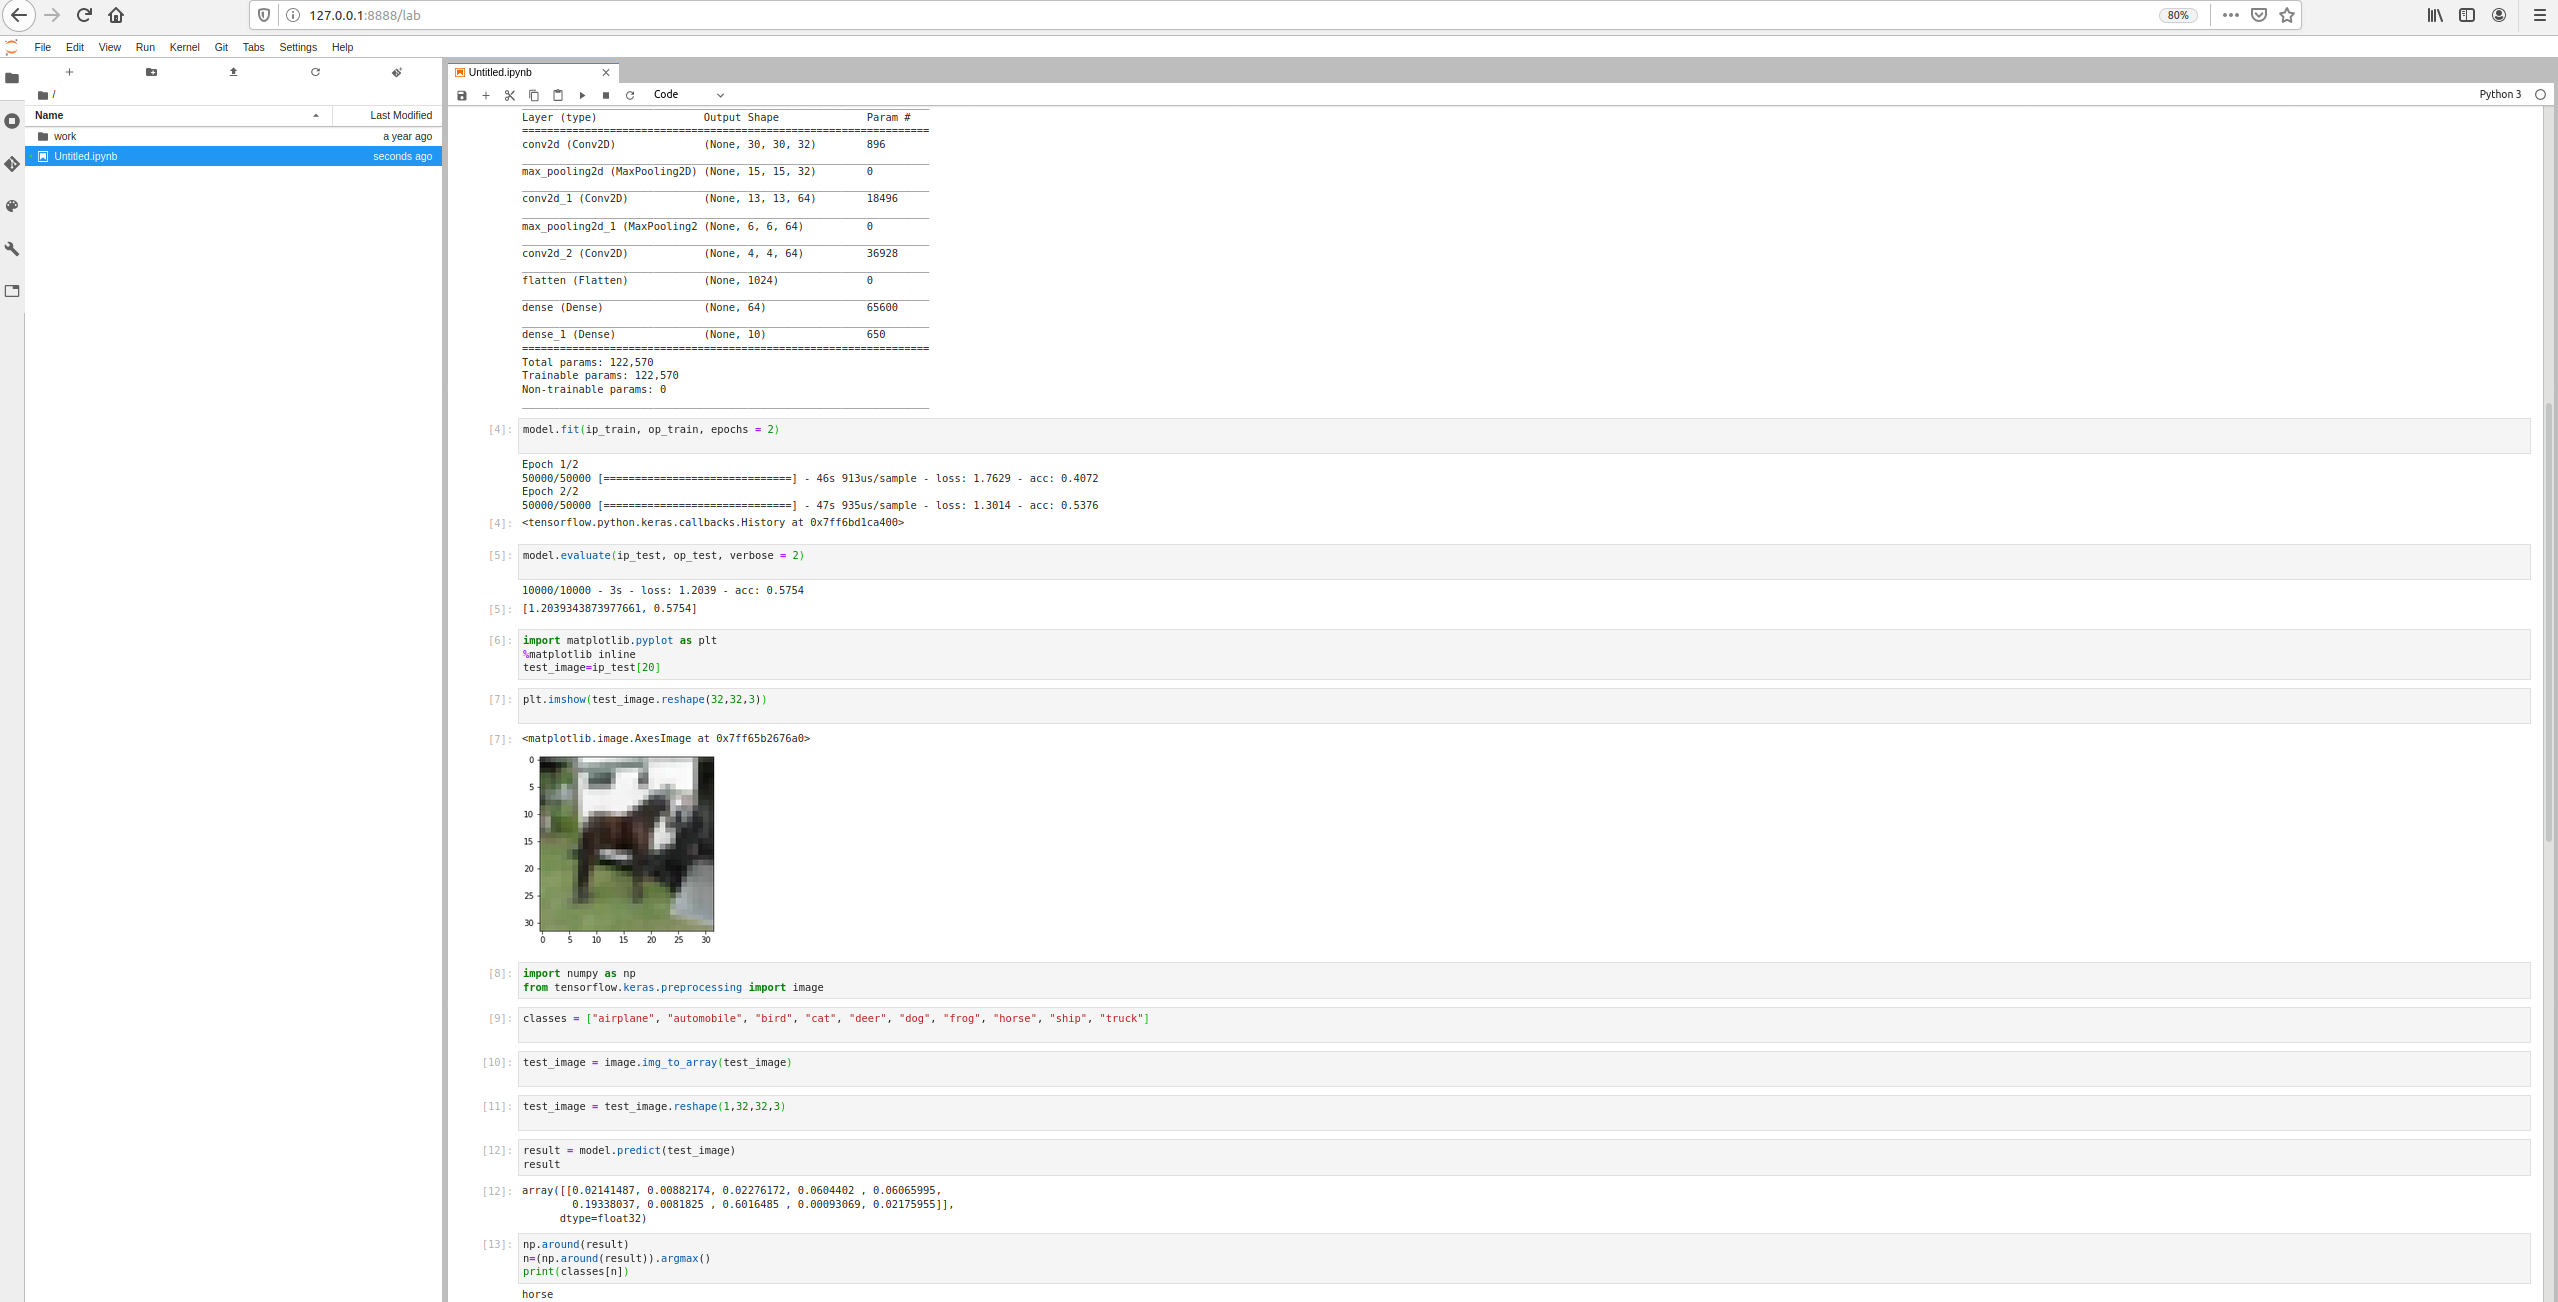 127.0.0.1:8888/lab
80%
File Edit View Run Kernel Git Tabs Settings Help
/
Name Last Modified
work a year ago
Untitled.ipynb seconds ago
Untitled.ipynb
Code
Python 3
Layer (type) Output Shape Param #
=================================================================
conv2d (Conv2D) (None, 30, 30, 32) 896
max_pooling2d (MaxPooling2D) (None, 15, 15, 32) 0
conv2d_1 (Conv2D) (None, 13, 13, 64) 18496
max_pooling2d_1 (MaxPooling2 (None, 6, 6, 64) 0
conv2d_2 (Conv2D) (None, 4, 4, 64) 36928
flatten (Flatten) (None, 1024) 0
dense (Dense) (None, 64) 65600
dense_1 (Dense) (None, 10) 650
=================================================================
Total params: 122,570
Trainable params: 122,570
Non-trainable params: 0
[4]: model.fit(ip_train, op_train, epochs = 2)
Epoch 1/2
50000/50000 [==============================] - 46s 913us/sample - loss: 1.7629 - acc: 0.4072
Epoch 2/2
50000/50000 [==============================] - 47s 935us/sample - loss: 1.3014 - acc: 0.5376
[4]: <tensorflow.python.keras.callbacks.History at 0x7ff6bd1ca400>
[5]: model.evaluate(ip_test, op_test, verbose = 2)
10000/10000 - 3s - loss: 1.2039 - acc: 0.5754
[5]: [1.2039343873977661, 0.5754]
[6]: import matplotlib.pyplot as plt
%matplotlib inline
test_image=ip_test[20]
[7]: plt.imshow(test_image.reshape(32,32,3))
[7]: <matplotlib.image.AxesImage at 0x7ff65b2676a0>
0
5
10
15
20
25
30
0 5 10 15 20 25 30
[8]: import numpy as np
from tensorflow.keras.preprocessing import image
[9]: classes = ["airplane", "automobile", "bird", "cat", "deer", "dog", "frog", "horse", "ship", "truck"]
[10]: test_image = image.img_to_array(test_image)
[11]: test_image = test_image.reshape(1,32,32,3)
[12]: result = model.predict(test_image)
result
[12]: array([[0.02141487, 0.00882174, 0.02276172, 0.0604402 , 0.06065995,
0.19338037, 0.0081825 , 0.6016485 , 0.00093069, 0.02175955]],
dtype=float32)
[13]: np.around(result)
n=(np.around(result)).argmax()
print(classes[n])
horse